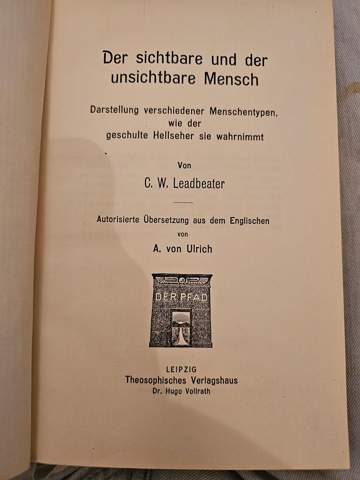 Der sichtbare und der
unsichtbare Mensch
Darstellung verschiedener Menschentypen,
wie der
geschulte Hellseher sie wahrnimmt
Von
C. W. Leadbeater
Autorisierte Übersetzung aus dem Englischen
von
A. von Ulrich
DER PFAD
LEIPZIG
Theosophisches Verlagshaus
Dr. Hugo Vollrath